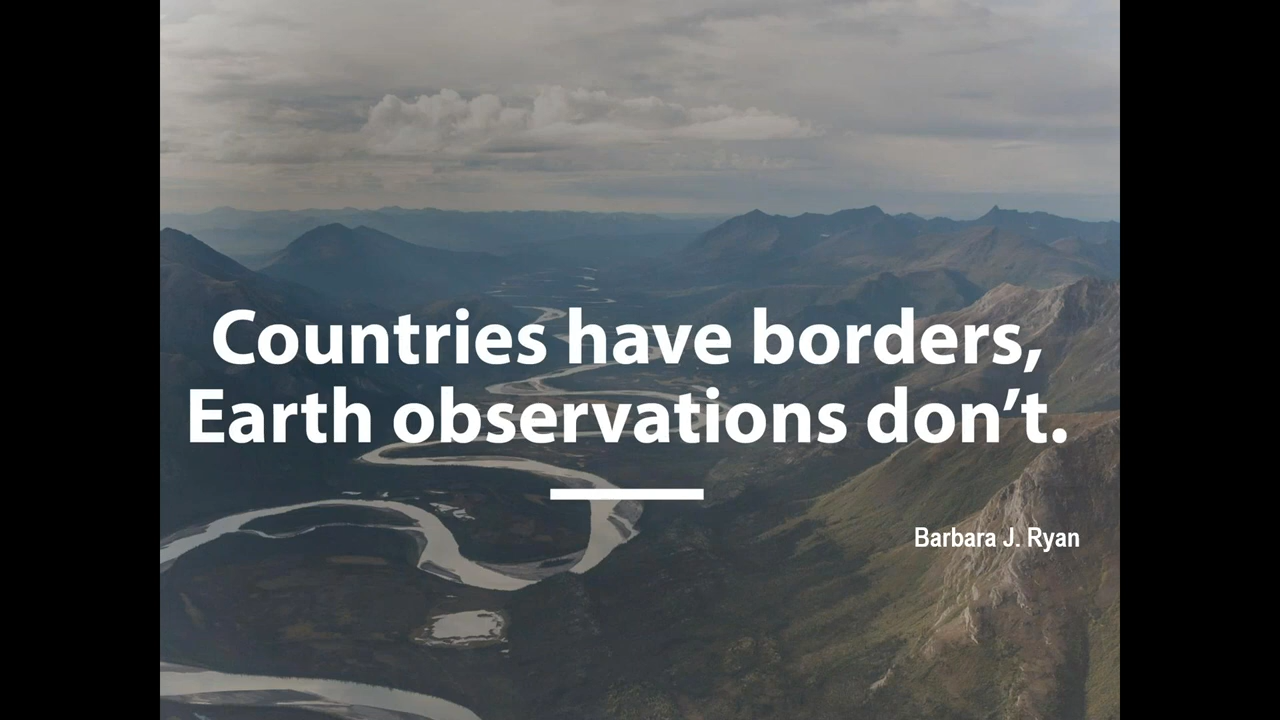 Countries have borders,
Earth observations don’t.
Barbara J. Ryan